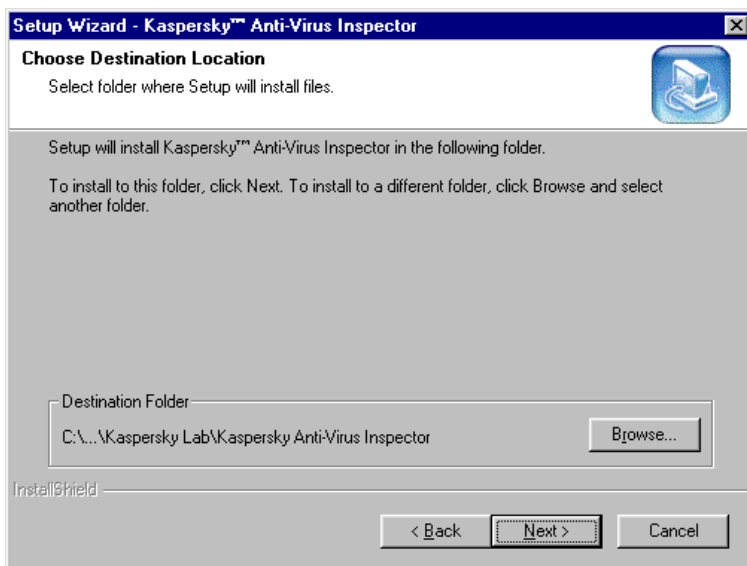 Setup Wizard - Kaspersky™ Anti-Virus Inspector
Choose Destination Location
Select folder where Setup will install files.
Setup will install Kaspersky™ Anti-Virus Inspector in the following folder.
To install to this folder, click Next. To install to a different folder, click Browse and select
another folder.
Destination Folder
C:\...\Kaspersky Lab\Kaspersky Anti-Virus Inspector
Browse...
InstallShield
< Back Next > Cancel